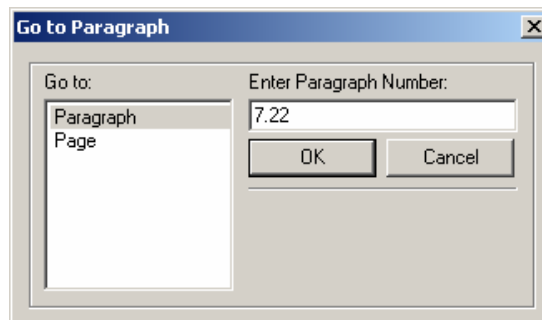 Go to Paragraph
Go to:
Paragraph
Page
Enter Paragraph Number:
7.22
OK
Cancel